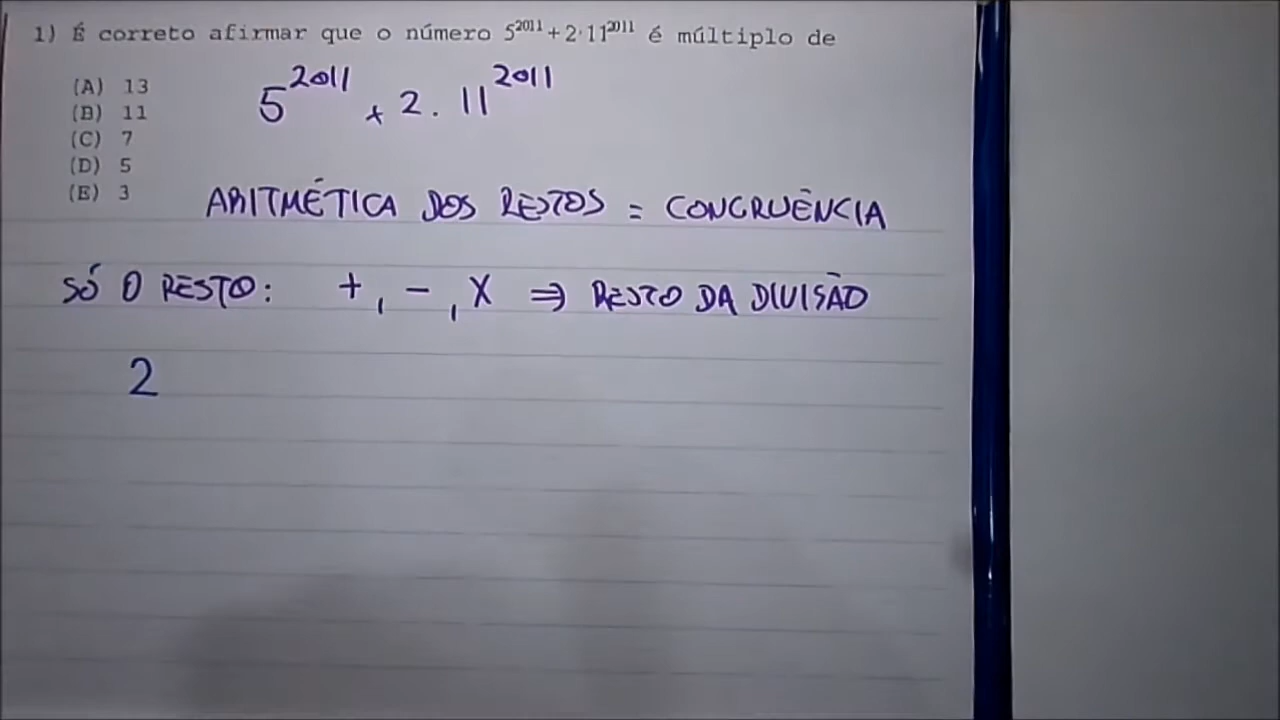 1) É correto afirmar que o número 5²⁰¹¹+2·11²⁰¹¹ é múltiplo de
(A) 13
(B) 11
(C) 7
(D) 5
(E) 3
5²⁰¹¹ + 2 . 11²⁰¹¹
ARITMÉTICA DOS RESTOS = CONGRUÊNCIA
SÓ O RESTO: + , - , X ⇒ RESTO DA DIVISÃO
2